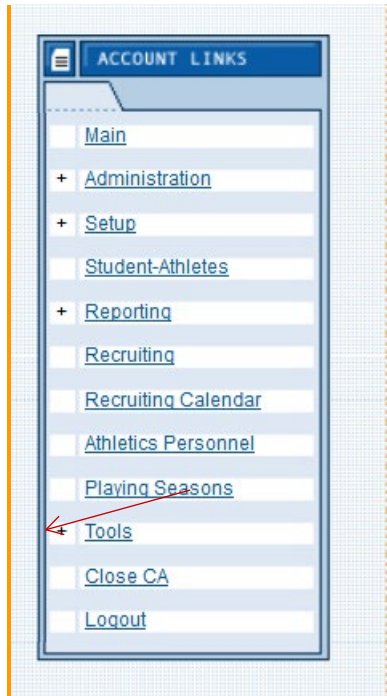 ACCOUNT LINKS
Main
+ Administration
+ Setup
Student-Athletes
+ Reporting
Recruiting
Recruiting Calendar
Athletics Personnel
Playing Seasons
+ Tools
Close CA
Logout